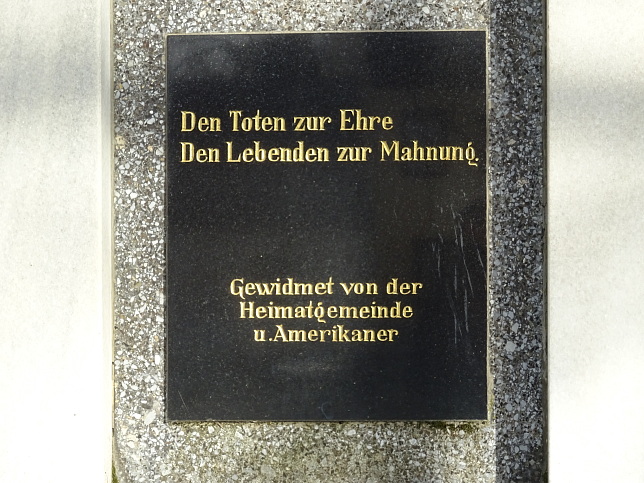 Den Toten zur Ehre
Den Lebenden zur Mahnung.
Gewidmet von der
Heimatgemeinde
u.Amerikaner